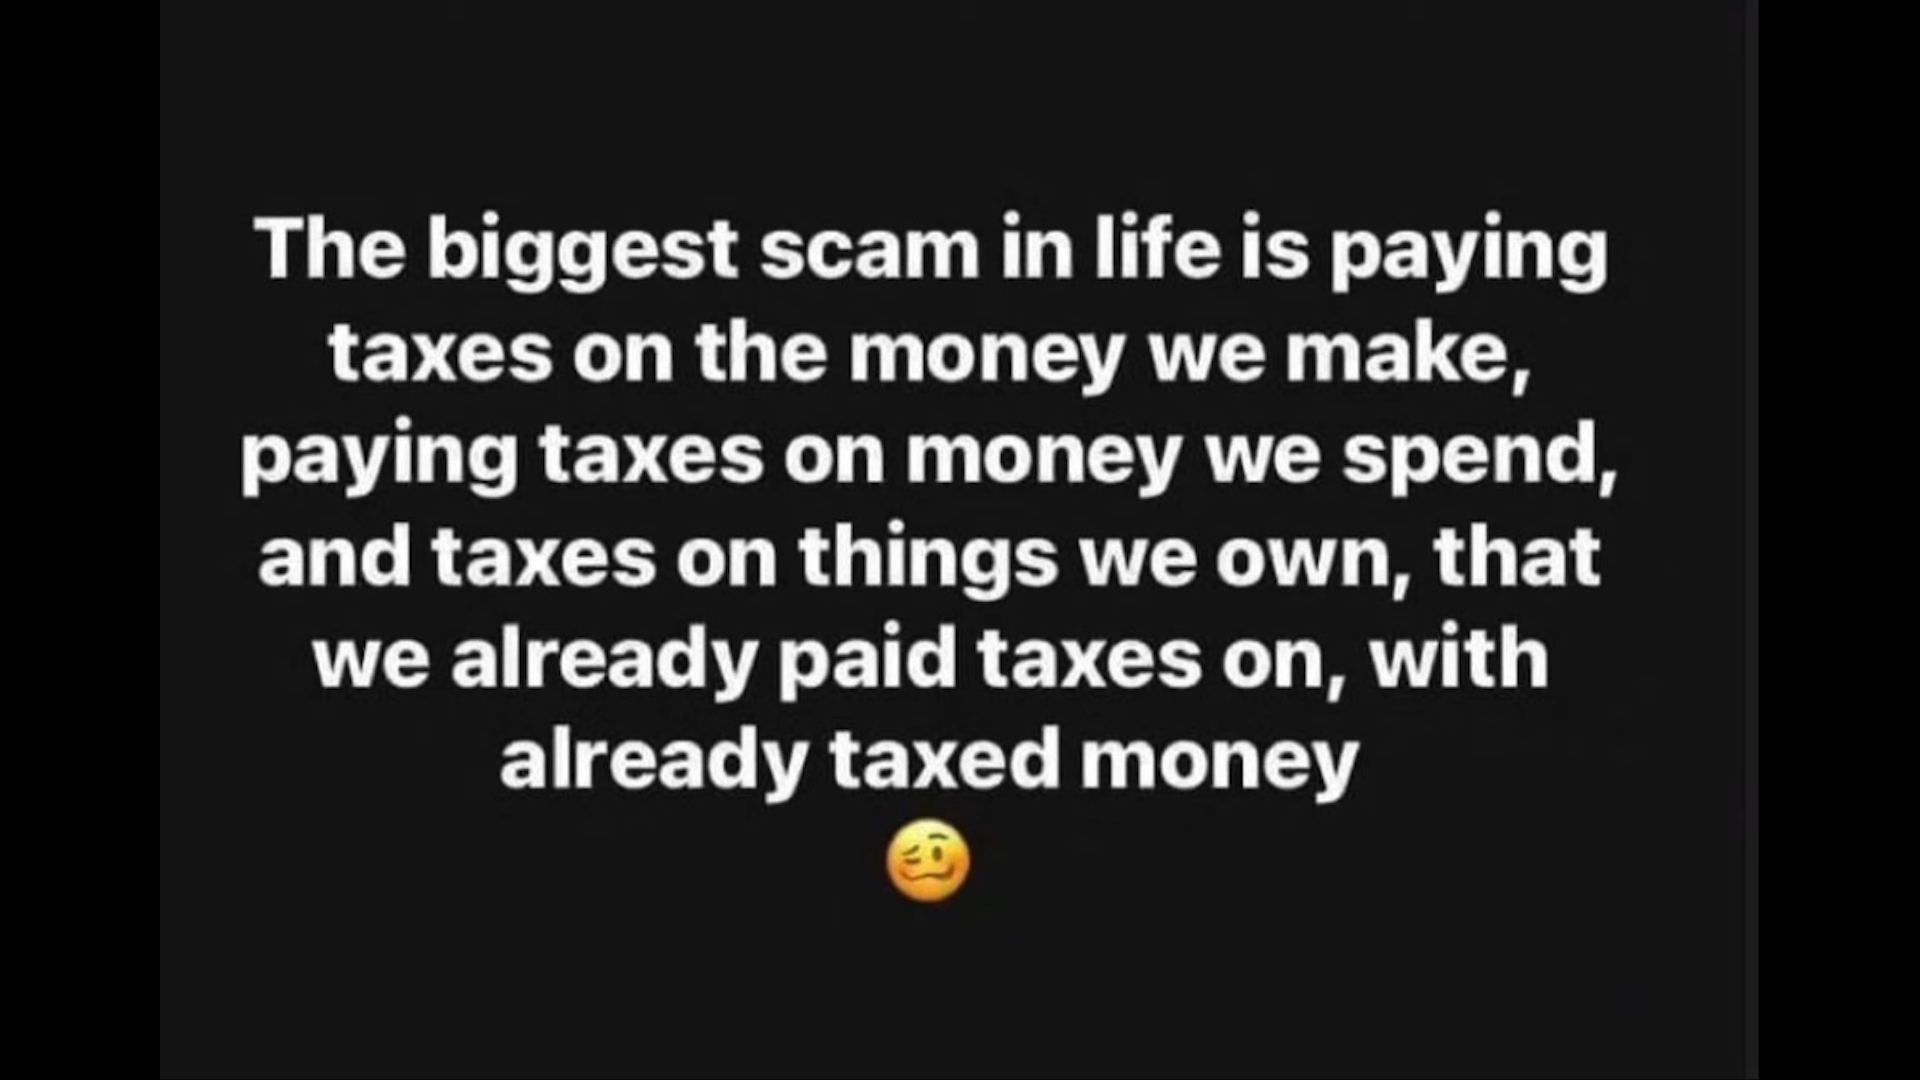 The biggest scam in life is paying
taxes on the money we make,
paying taxes on money we spend,
and taxes on things we own, that
we already paid taxes on, with
already taxed money
🥴